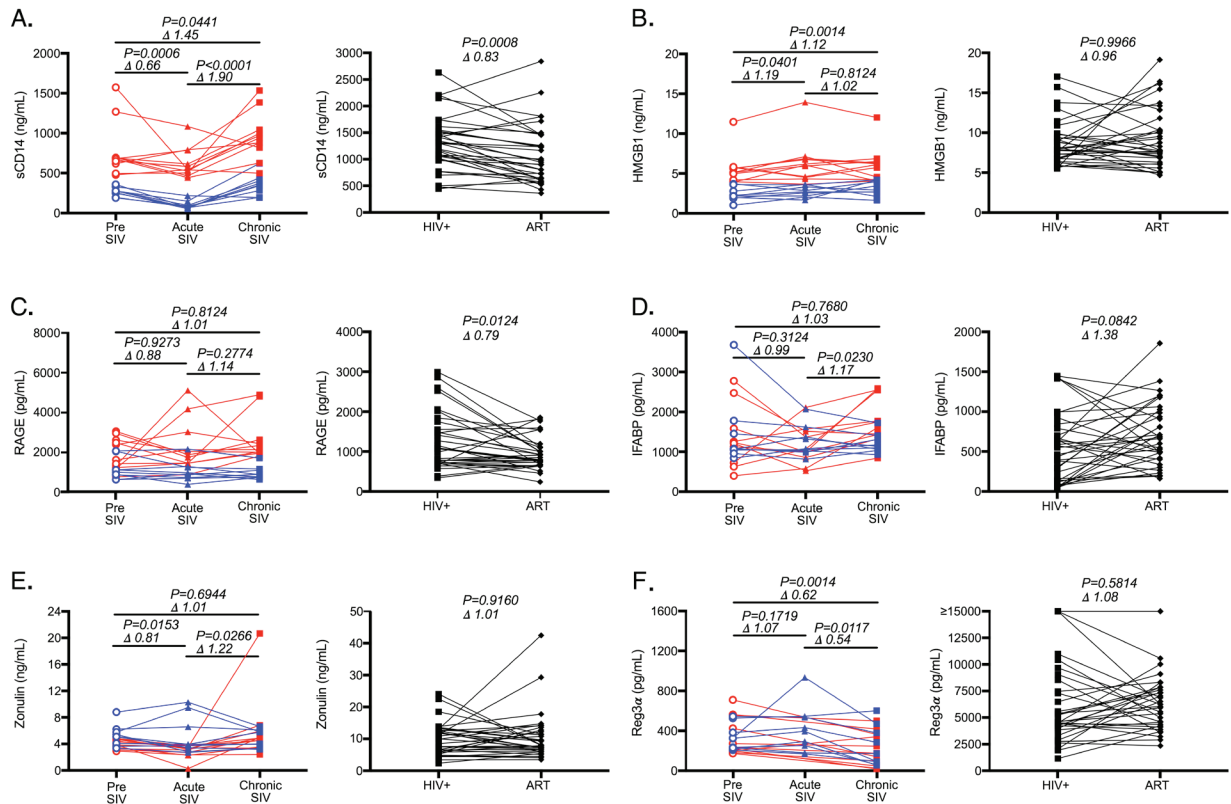 A.
P=0.0441
Δ 1.45
P=0.0006
Δ 0.66
P<0.0001
Δ 1.90
sCD14 (ng/mL)
2000
1500
1000
500
0
Pre SIV
Acute SIV
Chronic SIV
P=0.0008
Δ 0.83
sCD14 (ng/mL)
3000
2500
2000
1500
1000
500
0
HIV+
ART
B.
P=0.0014
Δ 1.12
P=0.0401
Δ 1.19
P=0.8124
Δ 1.02
HMGB1 (ng/mL)
20
15
10
5
0
Pre SIV
Acute SIV
Chronic SIV
P=0.9966
Δ 0.96
HMGB1 (ng/mL)
20
15
10
5
0
HIV+
ART
C.
P=0.8124
Δ 1.01
P=0.9273
Δ 0.88
P=0.2774
Δ 1.14
RAGE (pg/mL)
8000
6000
4000
2000
0
Pre SIV
Acute SIV
Chronic SIV
P=0.0124
Δ 0.79
RAGE (pg/mL)
4000
3000
2000
1000
0
HIV+
ART
D.
P=0.7680
Δ 1.03
P=0.3124
Δ 0.99
P=0.0230
Δ 1.17
IFABP (pg/mL)
4000
3000
2000
1000
0
Pre SIV
Acute SIV
Chronic SIV
P=0.0842
Δ 1.38
IFABP (pg/mL)
2000
1500
1000
500
0
HIV+
ART
E.
P=0.6944
Δ 1.01
P=0.0153
Δ 0.81
P=0.0266
Δ 1.22
Zonulin (ng/mL)
24
20
16
12
8
4
0
Pre SIV
Acute SIV
Chronic SIV
P=0.9160
Δ 1.01
Zonulin (ng/mL)
50
40
30
20
10
0
HIV+
ART
F.
P=0.0014
Δ 0.62
P=0.1719
Δ 1.07
P=0.0117
Δ 0.54
Reg3α (pg/mL)
1600
1200
800
400
0
Pre SIV
Acute SIV
Chronic SIV
P=0.5814
Δ 1.08
Reg3α (pg/mL)
≥15000
12500
10000
7500
5000
2500
0
HIV+
ART